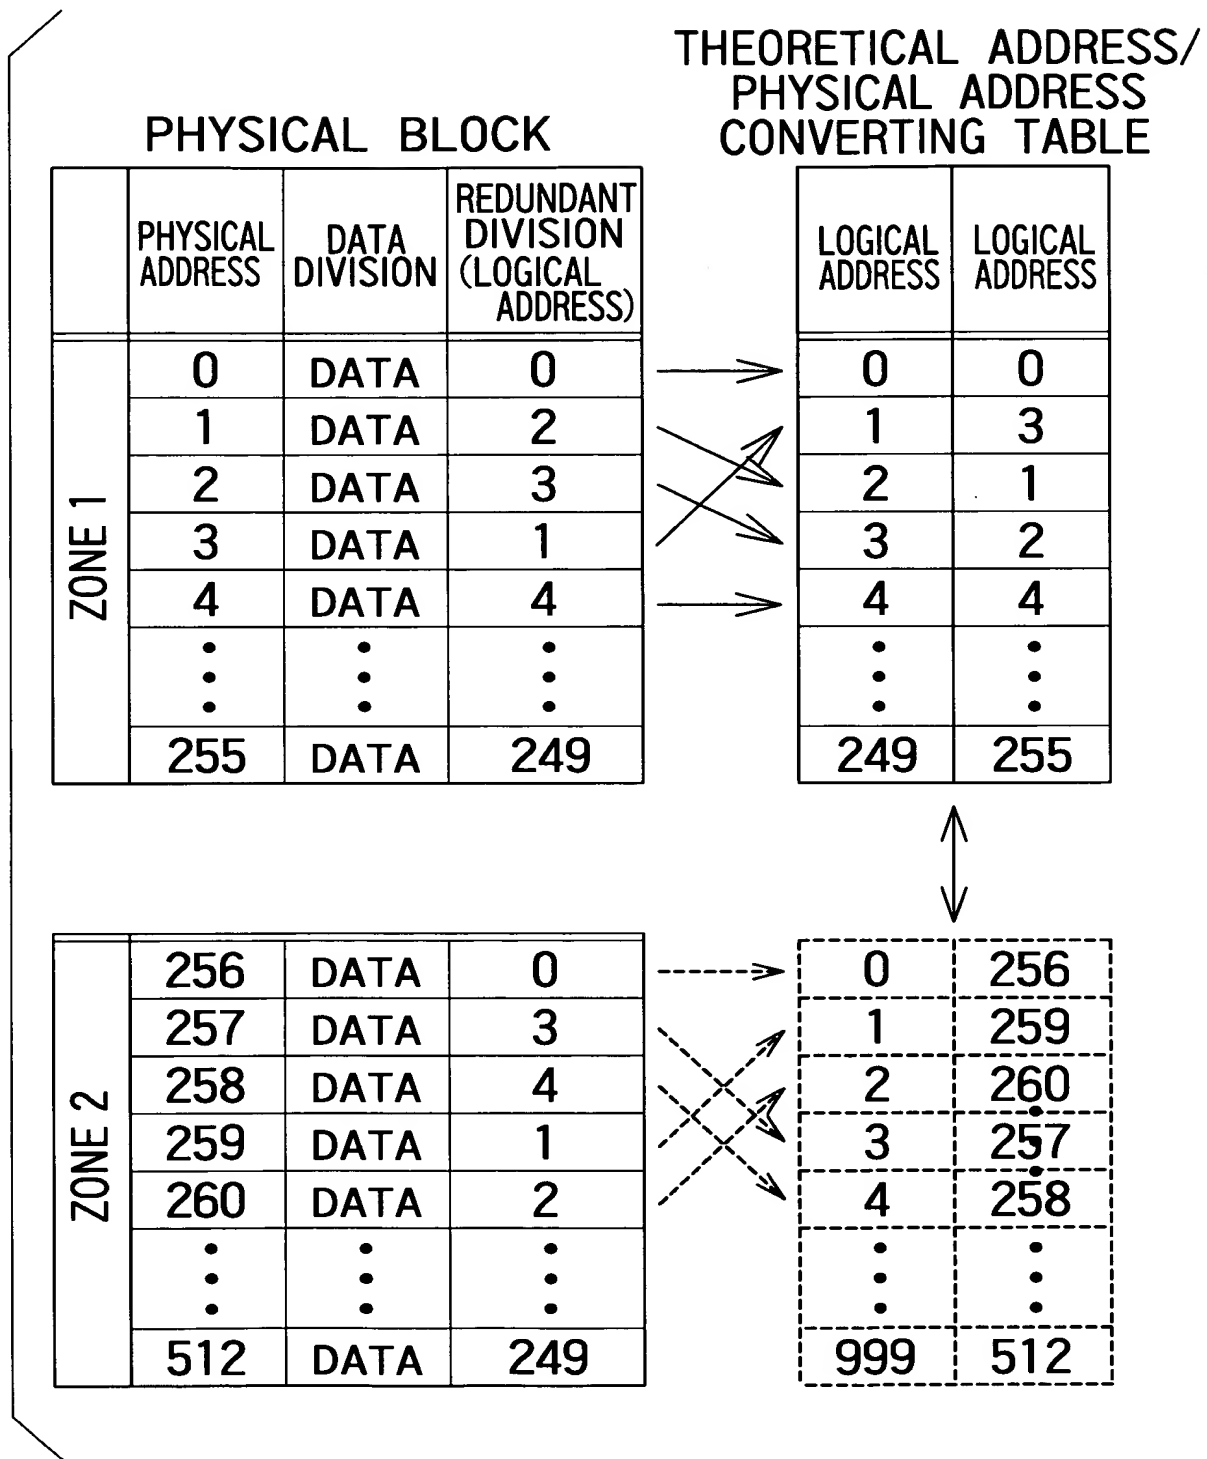 THEORETICAL ADDRESS/
PHYSICAL ADDRESS
CONVERTING TABLE
PHYSICAL BLOCK
PHYSICAL
ADDRESS
DATA
DIVISION
REDUNDANT
DIVISION
(LOGICAL
ADDRESS)
LOGICAL
ADDRESS
LOGICAL
ADDRESS
ZONE 1
0 DATA 0 0 0
1 DATA 2 1 3
2 DATA 3 2 1
3 DATA 1 3 2
4 DATA 4 4 4
255 DATA 249 249 255
ZONE 2
256 DATA 0 0 256
257 DATA 3 1 259
258 DATA 4 2 260
259 DATA 1 3 257
260 DATA 2 4 258
512 DATA 249 999 512